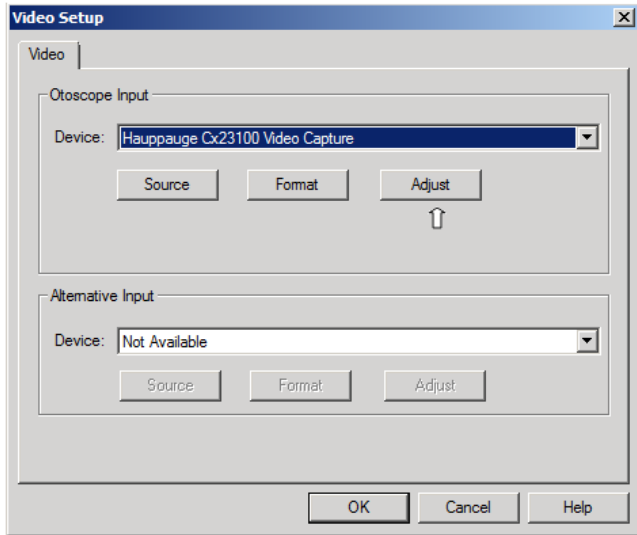 Video Setup
Video
Otoscope Input
Device: Hauppauge Cx23100 Video Capture
Source Format Adjust
Alternative Input
Device: Not Available
Source Format Adjust
OK Cancel Help